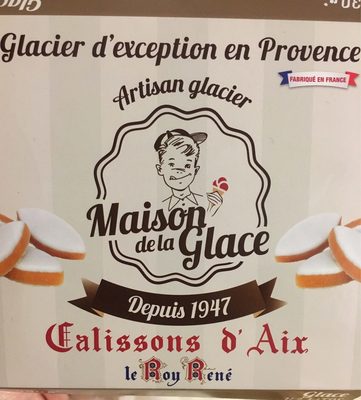 Glacier d'exception en Provence
FABRIQUÉ EN FRANCE
Artisan glacier
Maison
de la Glace
Depuis 1947
Calissons d'Aix
le Roy René
Glace